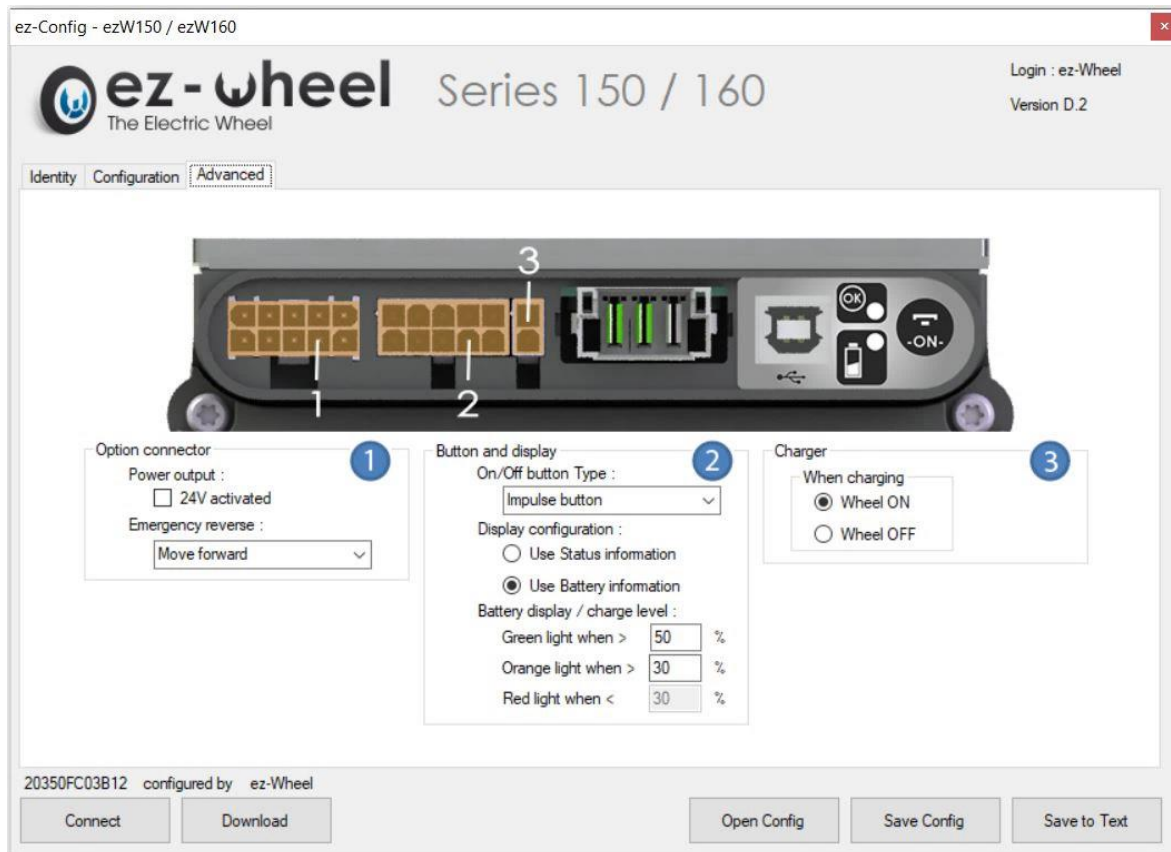 ez-Config - ezW150 / ezW160
ez-wheel
The Electric Wheel
Series 150 / 160
Login : ez-Wheel
Version D.2
Identity Configuration Advanced
3
OK
-ON-
1
2
Option connector 1
Power output :
24V activated
Emergency reverse :
Move forward
Button and display 2
On/Off button Type :
Impulse button
Display configuration :
Use Status information
Use Battery information
Battery display / charge level :
Green light when > 50 %
Orange light when > 30 %
Red light when < 30 %
Charger 3
When charging
Wheel ON
Wheel OFF
20350FC03B12 configured by ez-Wheel
Connect Download Open Config Save Config Save to Text